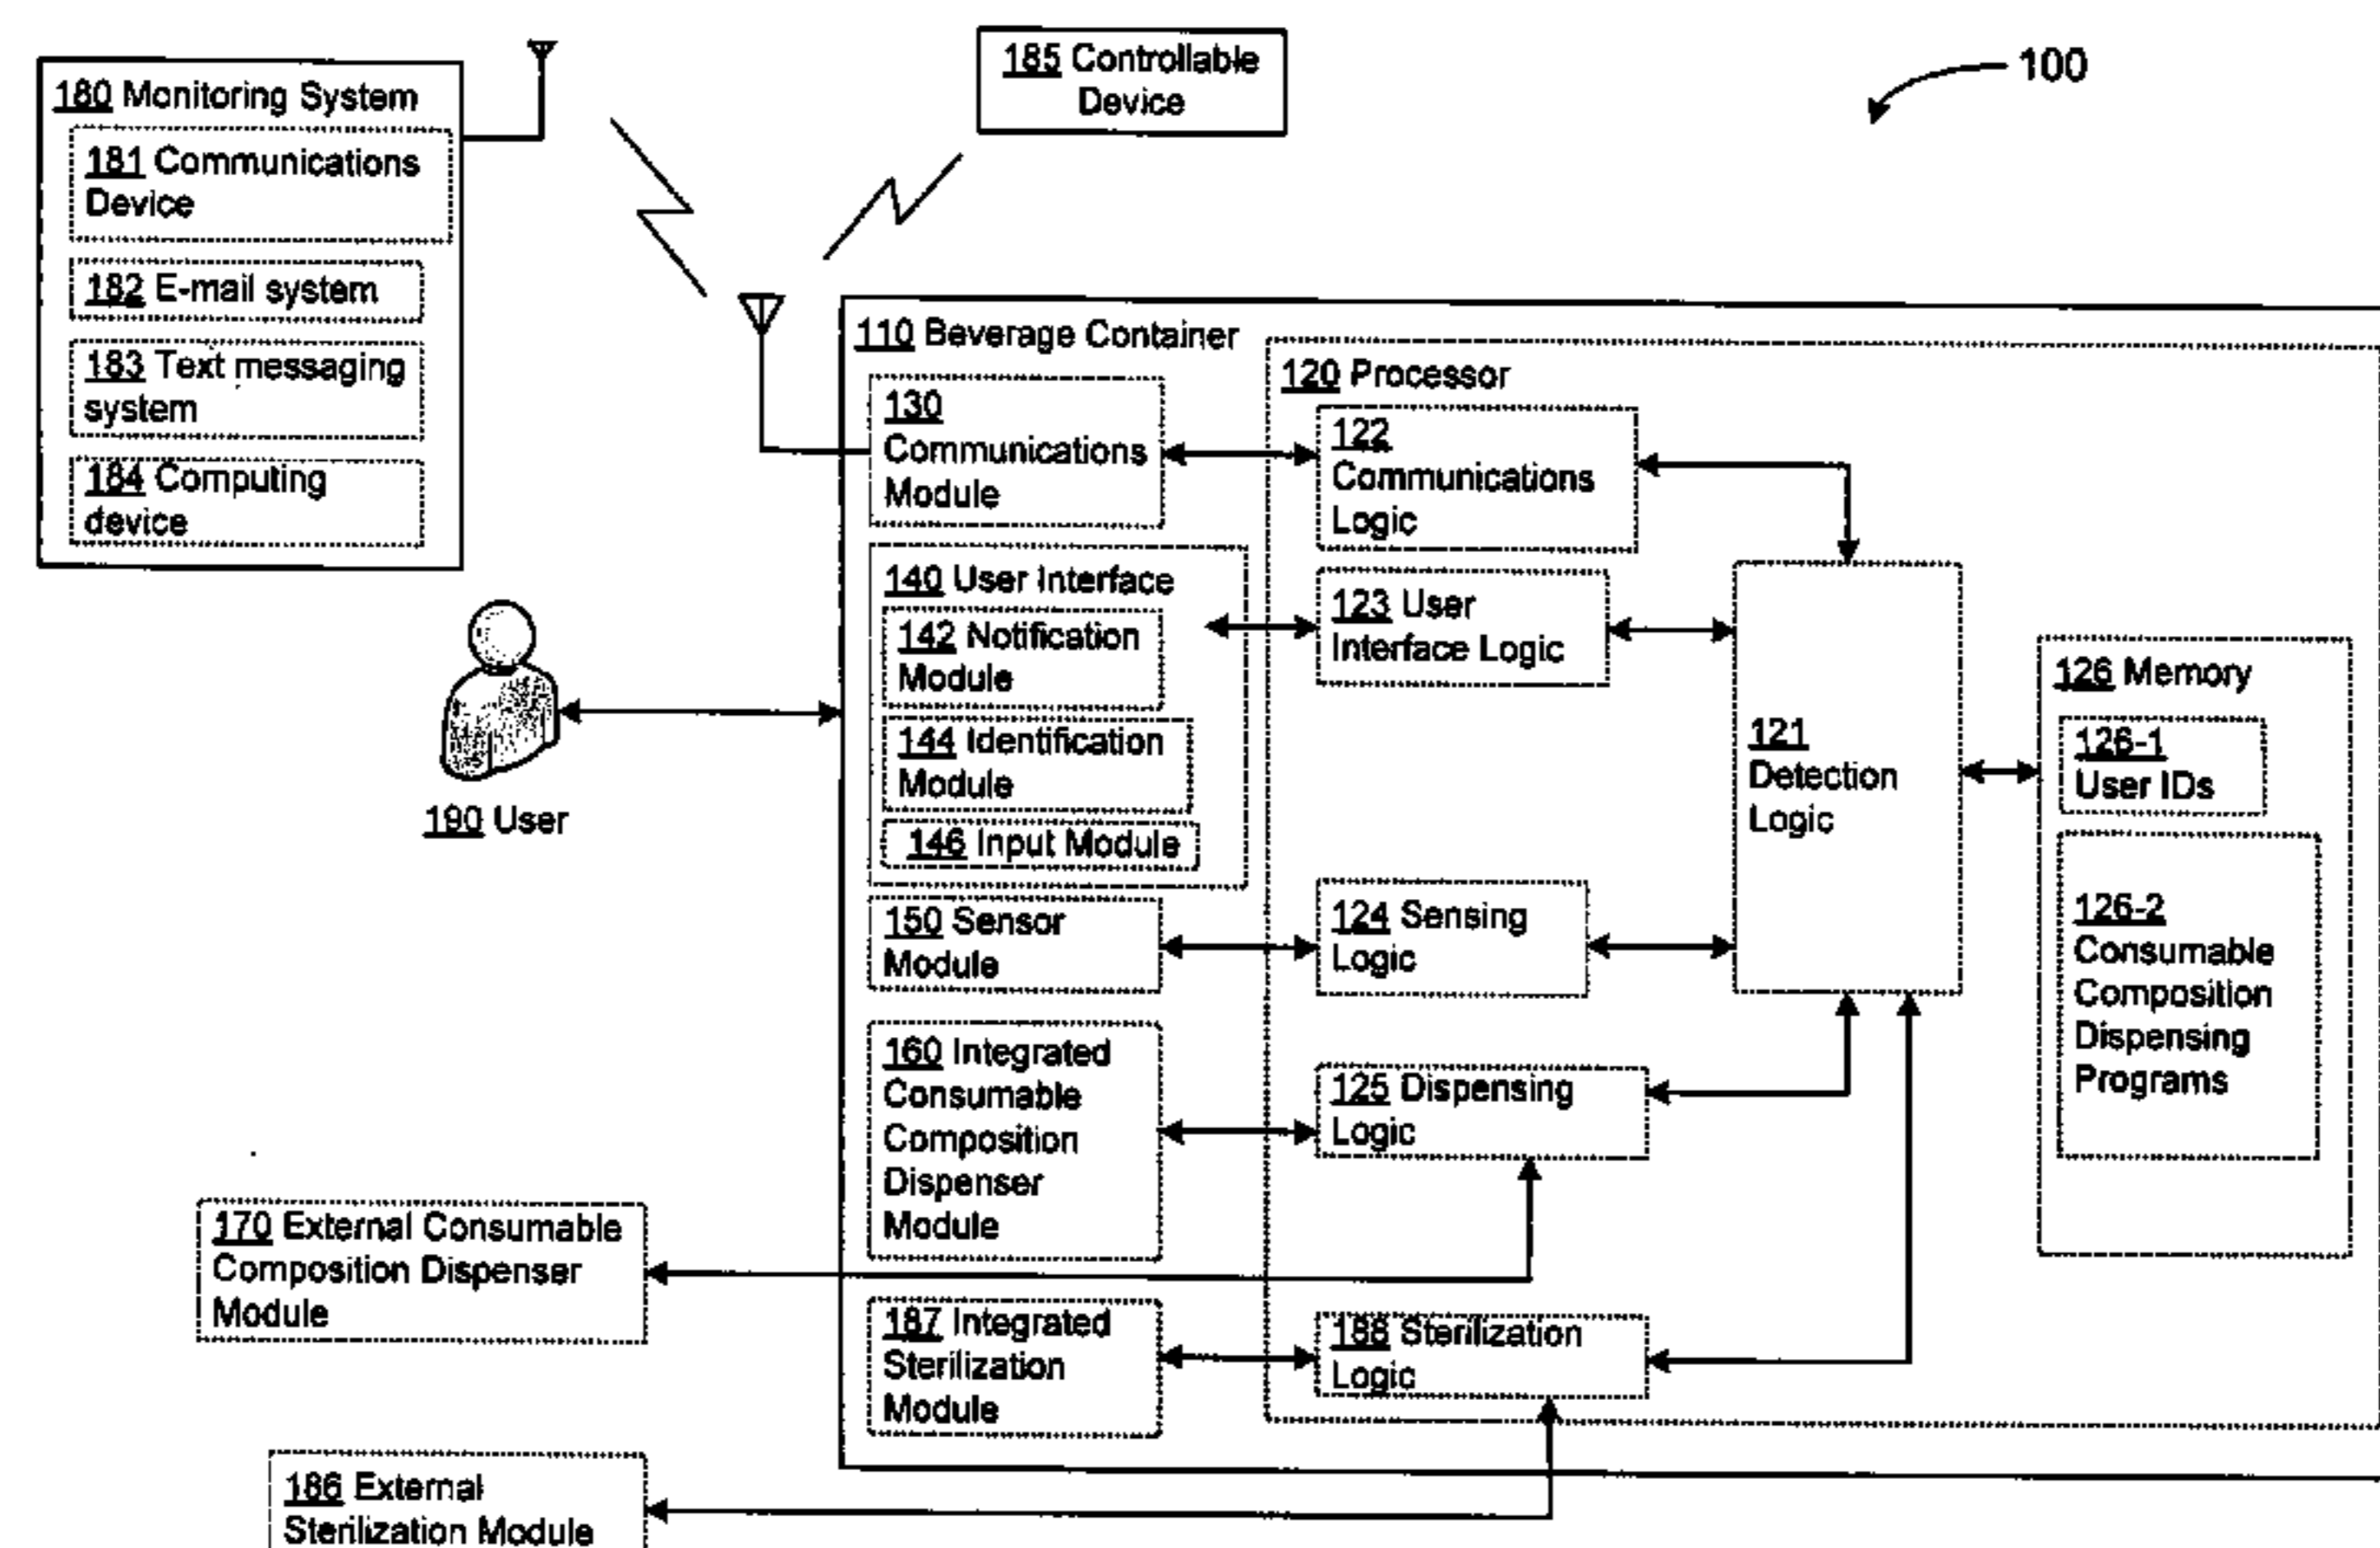 185 Controllable
Device
100
180 Monitoring System
181 Communications
Device
182 E-mail system
183 Text messaging
system
184 Computing
device
190 User
110 Beverage Container
130
Communications
Module
140 User Interface
142 Notification
Module
144 Identification
Module
146 Input Module
150 Sensor
Module
160 Integrated
Consumable
Composition
Dispenser
Module
187 Integrated
Sterilization
Module
120 Processor
122
Communications
Logic
123 User
Interface Logic
124 Sensing
Logic
125 Dispensing
Logic
188 Sterilization
Logic
121
Detection
Logic
126 Memory
126-1
User IDs
126-2
Consumable
Composition
Dispensing
Programs
170 External Consumable
Composition Dispenser
Module
186 External
Sterilization Module